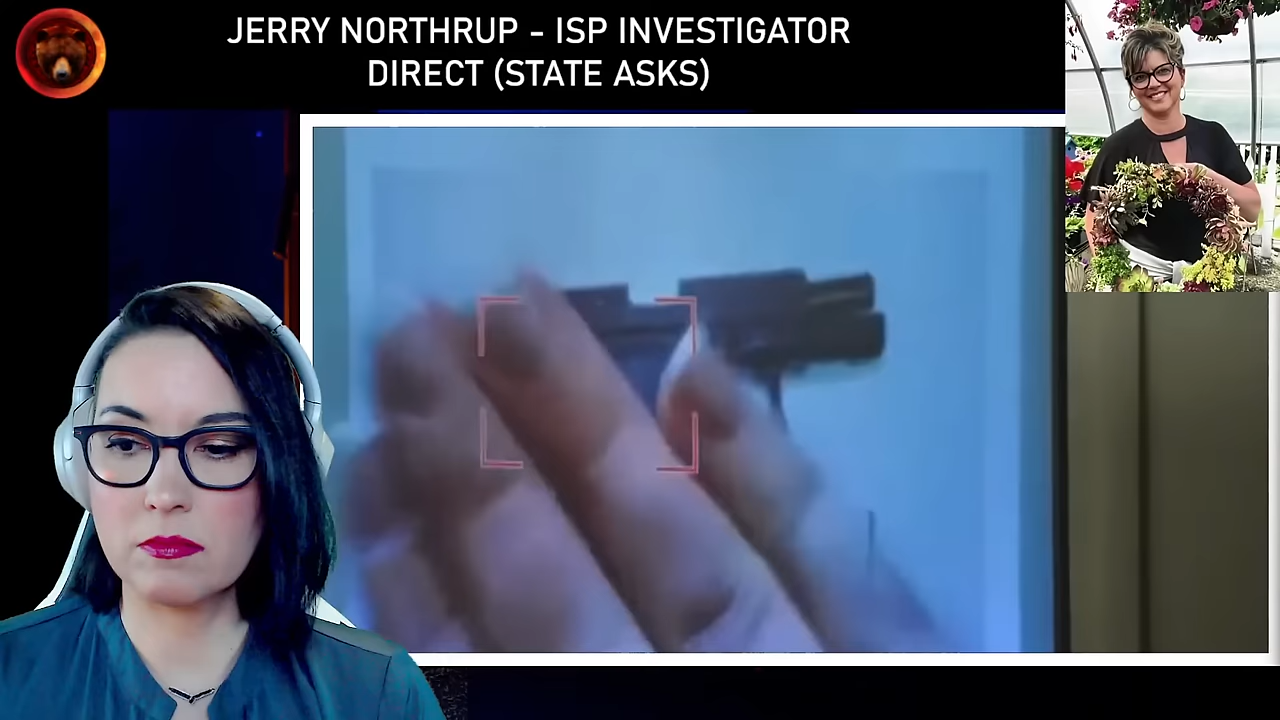 JERRY NORTHRUP - ISP INVESTIGATOR
DIRECT (STATE ASKS)